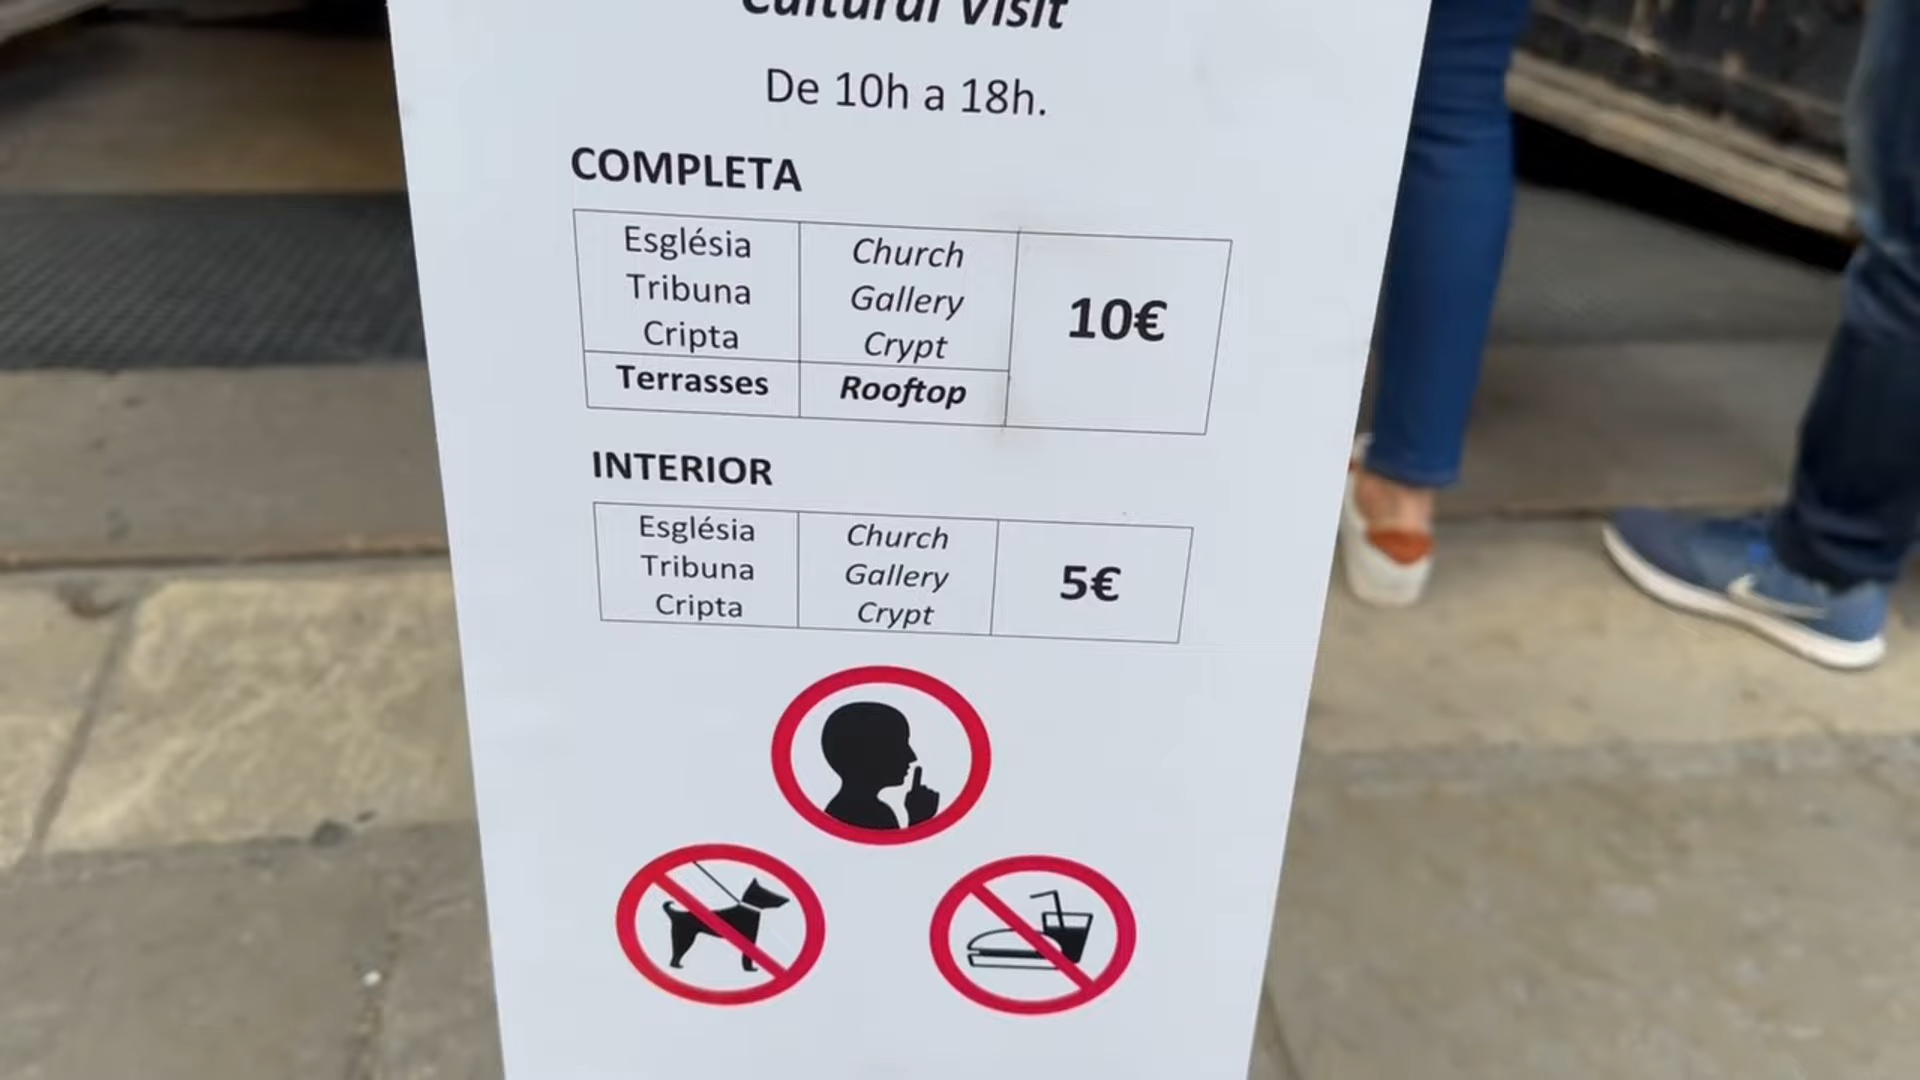 Cultural Visit
De 10h a 18h.
COMPLETA
Església Church
Tribuna Gallery 10€
Cripta Crypt
Terrasses Rooftop
INTERIOR
Església Church
Tribuna Gallery 5€
Cripta Crypt